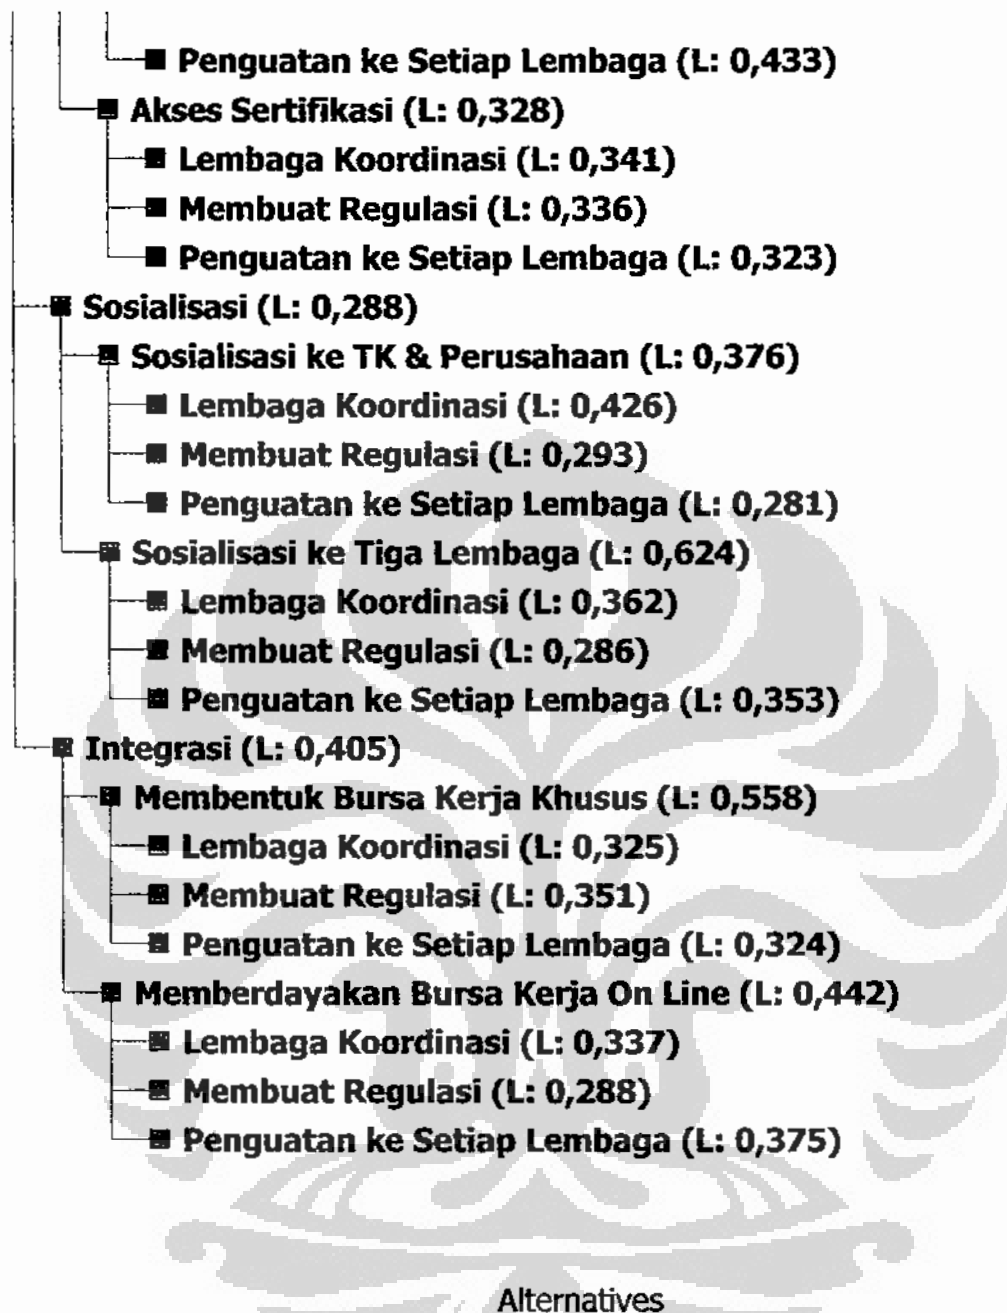 Penguatan ke Setiap Lembaga (L: 0,433)
Akses Sertifikasi (L: 0,328)
Lembaga Koordinasi (L: 0,341)
Membuat Regulasi (L: 0,336)
Penguatan ke Setiap Lembaga (L: 0,323)
Sosialisasi (L: 0,288)
Sosialisasi ke TK & Perusahaan (L: 0,376)
Lembaga Koordinasi (L: 0,426)
Membuat Regulasi (L: 0,293)
Penguatan ke Setiap Lembaga (L: 0,281)
Sosialisasi ke Tiga Lembaga (L: 0,624)
Lembaga Koordinasi (L: 0,362)
Membuat Regulasi (L: 0,286)
Penguatan ke Setiap Lembaga (L: 0,353)
Integrasi (L: 0,405)
Membentuk Bursa Kerja Khusus (L: 0,558)
Lembaga Koordinasi (L: 0,325)
Membuat Regulasi (L: 0,351)
Penguatan ke Setiap Lembaga (L: 0,324)
Memberdayakan Bursa Kerja On Line (L: 0,442)
Lembaga Koordinasi (L: 0,337)
Membuat Regulasi (L: 0,288)
Penguatan ke Setiap Lembaga (L: 0,375)
Alternatives